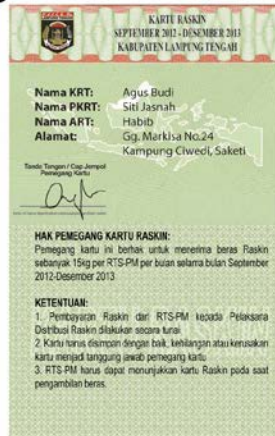 KARTU RASKIN
SEPTEMBER 2012 - DESEMBER 2013
KABUPATEN LAMPUNG TENGAH
Nama KRT: Agus Budi
Nama PKRT: Siti Jasnah
Nama ART: Habib
Alamat: Gg. Markisa No.24
Kampung Ciwedi, Saketi
Tanda Tangan / Cap Jempol
Pemegang Kartu
HAK PEMEGANG KARTU RASKIN:
Pemegang kartu ini berhak untuk menerima beras Raskin
sebanyak 15kg per RTS-PM per bulan selama bulan September
2012-Desember 2013
KETENTUAN:
1. Pembayaran Raskin dari RTS-PM kepada Pelaksana
Distribusi Raskin dilakukan secara tunai
2. Kartu harus disimpan dengan baik, kehilangan atau kerusakan
kartu menjadi tanggung jawab pemegang kartu
3. RTS-PM harus dapat menunjukkan kartu Raskin pada saat
pengambilan beras.